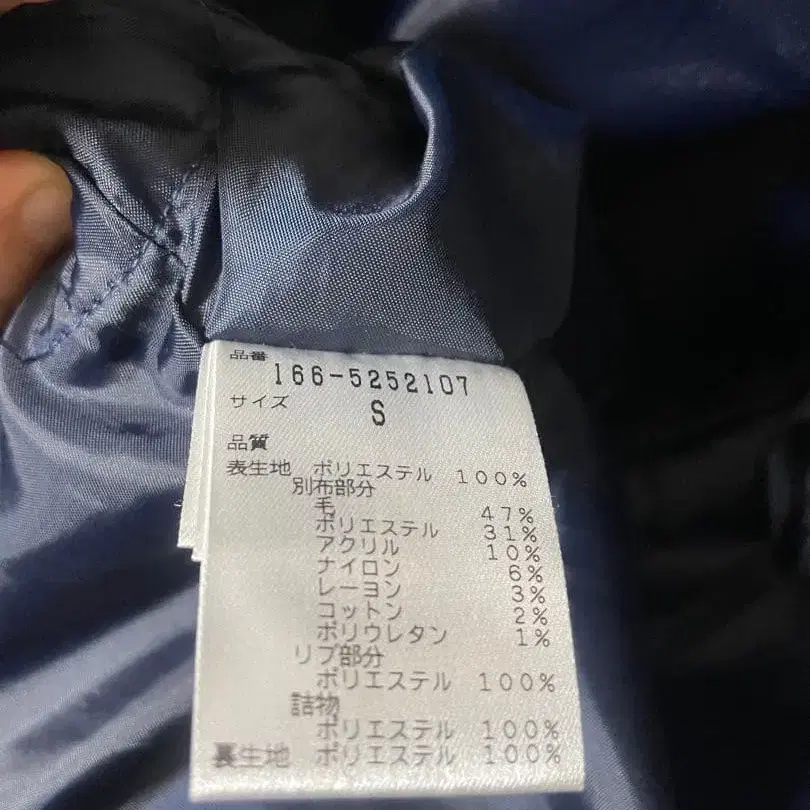 品番
166-5252107
サイズ S
品質
表生地 ポリエステル 100%
別布部分
毛 47%
ポリエステル 31%
アクリル 10%
ナイロン 6%
レーヨン 3%
コットン 2%
ポリウレタン 1%
リブ部分
ポリエステル 100%
詰物
ポリエステル 100%
裏生地 ポリエステル 100%